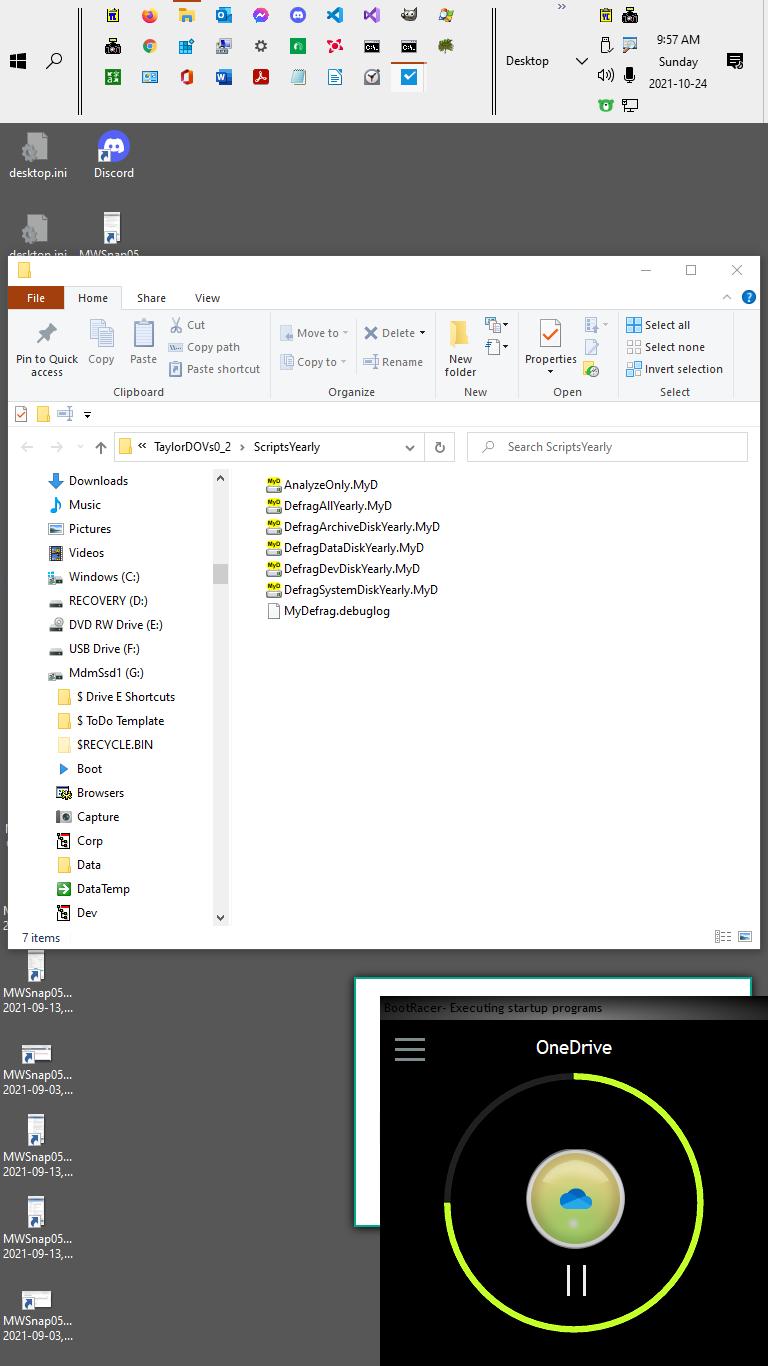 Desktop
9:57 AM
Sunday
2021-10-24
desktop.ini
Discord
desktop.ini
MWSnap05
File
Home
Share
View
Pin to Quick
access
Copy
Paste
Cut
Copy path
Paste shortcut
Clipboard
Move to
Copy to
Delete
Rename
Organize
New
folder
New
Properties
Open
Select all
Select none
Invert selection
Select
« TaylorDOVs0_2 › ScriptsYearly
Search ScriptsYearly
Downloads
Music
Pictures
Videos
Windows (C:)
RECOVERY (D:)
DVD RW Drive (E:)
USB Drive (F:)
MdmSsd1 (G:)
$ Drive E Shortcuts
$ ToDo Template
$RECYCLE.BIN
Boot
Browsers
Capture
Corp
Data
DataTemp
Dev
AnalyzeOnly.MyD
DefragAllYearly.MyD
DefragArchiveDiskYearly.MyD
DefragDataDiskYearly.MyD
DefragDevDiskYearly.MyD
DefragSystemDiskYearly.MyD
MyDefrag.debuglog
7 items
MWSnap05...
2021-09-13,...
MWSnap05...
2021-09-03,...
MWSnap05...
2021-09-13,...
MWSnap05...
2021-09-13,...
MWSnap05...
2021-09-03,...
BootRacer- Executing startup programs
OneDrive